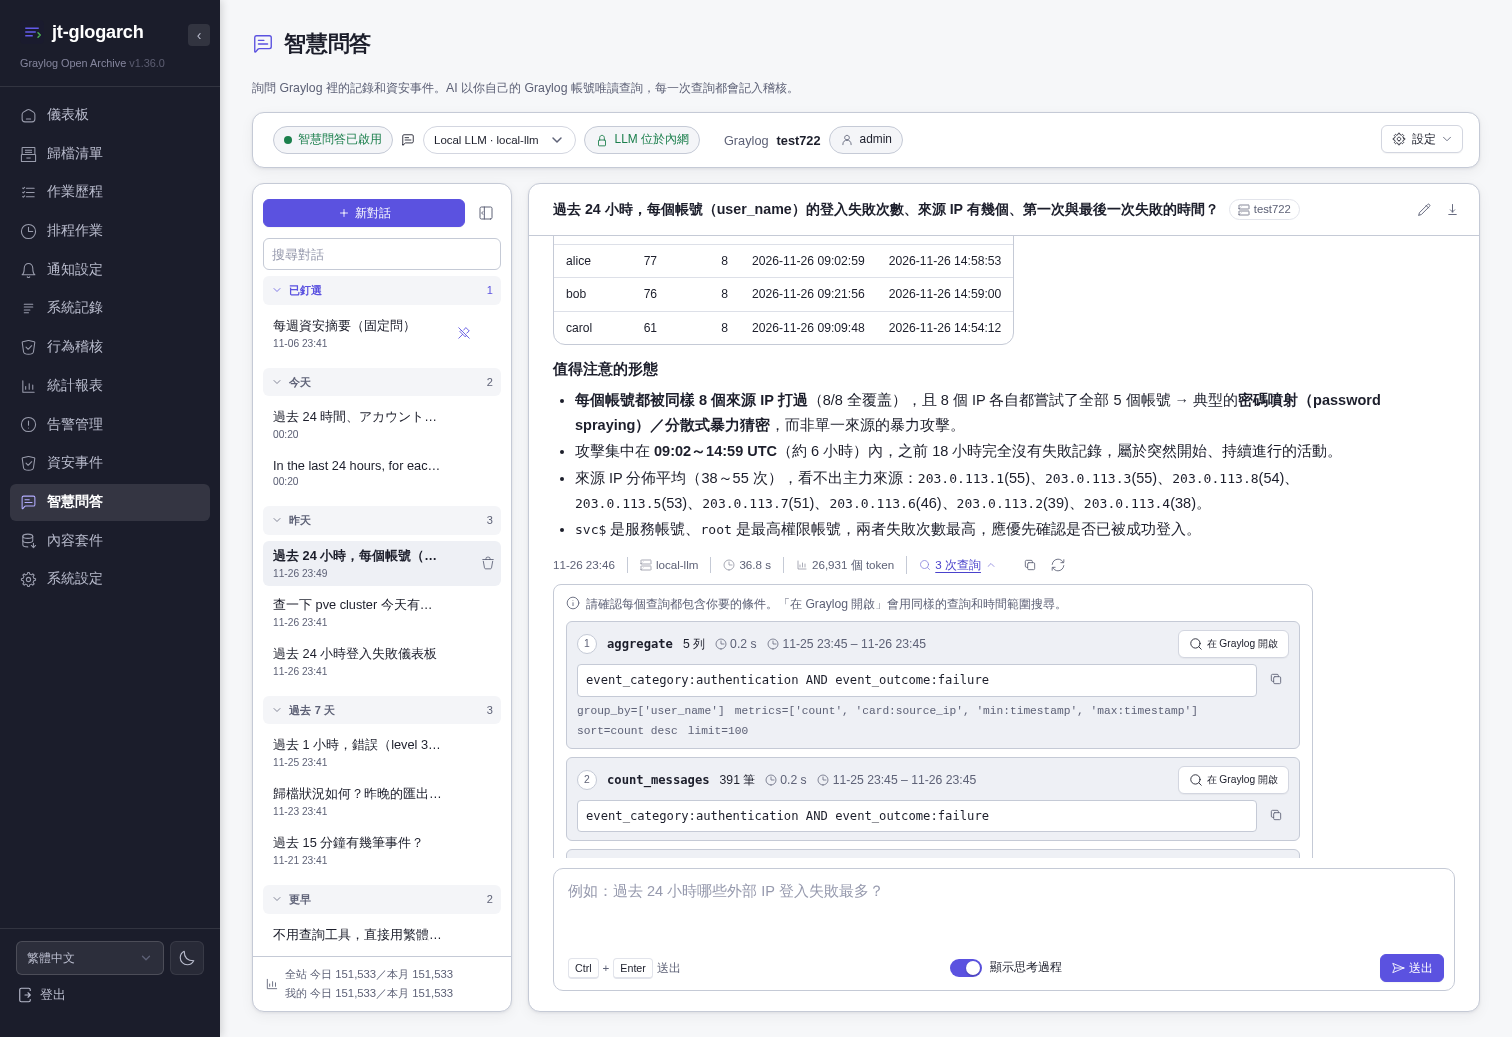 jt-glogarch
Graylog Open Archive v1.36.0
儀表板
歸檔清單
作業歷程
排程作業
通知設定
系統記錄
行為稽核
統計報表
告警管理
資安事件
智慧問答
內容套件
系統設定
繁體中文
登出
智慧問答
詢問 Graylog 裡的記錄和資安事件。AI 以你自己的 Graylog 帳號唯讀查詢，每一次查詢都會記入稽核。
智慧問答已啟用
Local LLM · local-llm
LLM 位於內網
Graylog test722
admin
設定
+ 新對話
搜尋對話
已釘選 1
每週資安摘要（固定問）
11-06 23:41
今天 2
過去 24 時間、アカウント…
00:20
In the last 24 hours, for eac…
00:20
昨天 3
過去 24 小時，每個帳號（…
11-26 23:49
查一下 pve cluster 今天有…
11-26 23:41
過去 24 小時登入失敗儀表板
11-26 23:41
過去 7 天 3
過去 1 小時，錯誤（level 3…
11-25 23:41
歸檔狀況如何？昨晚的匯出…
11-23 23:41
過去 15 分鐘有幾筆事件？
11-21 23:41
更早 2
不用查詢工具，直接用繁體…
全站 今日 151,533／本月 151,533
我的 今日 151,533／本月 151,533
過去 24 小時，每個帳號（user_name）的登入失敗次數、來源 IP 有幾個、第一次與最後一次失敗的時間？ test722
alice 77 8 2026-11-26 09:02:59 2026-11-26 14:58:53
bob 76 8 2026-11-26 09:21:56 2026-11-26 14:59:00
carol 61 8 2026-11-26 09:09:48 2026-11-26 14:54:12
值得注意的形態
• 每個帳號都被同樣 8 個來源 IP 打過（8/8 全覆蓋），且 8 個 IP 各自都嘗試了全部 5 個帳號 → 典型的密碼噴射（password
spraying）／分散式暴力猜密，而非單一來源的暴力攻擊。
• 攻擊集中在 09:02～14:59 UTC（約 6 小時）內，之前 18 小時完全沒有失敗記錄，屬於突然開始、持續進行的活動。
• 來源 IP 分佈平均（38～55 次），看不出主力來源：203.0.113.1(55)、203.0.113.3(55)、203.0.113.8(54)、
203.0.113.5(53)、203.0.113.7(51)、203.0.113.6(46)、203.0.113.2(39)、203.0.113.4(38)。
• svc$ 是服務帳號、root 是最高權限帳號，兩者失敗次數最高，應優先確認是否已被成功登入。
11-26 23:46 local-llm 36.8 s 26,931 個 token 3 次查詢
請確認每個查詢都包含你要的條件。「在 Graylog 開啟」會用同樣的查詢和時間範圍搜尋。
1 aggregate 5 列 0.2 s 11-25 23:45 – 11-26 23:45 在 Graylog 開啟
event_category:authentication AND event_outcome:failure
group_by=['user_name'] metrics=['count', 'card:source_ip', 'min:timestamp', 'max:timestamp']
sort=count desc limit=100
2 count_messages 391 筆 0.2 s 11-25 23:45 – 11-26 23:45 在 Graylog 開啟
event_category:authentication AND event_outcome:failure
例如：過去 24 小時哪些外部 IP 登入失敗最多？
Ctrl + Enter 送出
顯示思考過程
送出